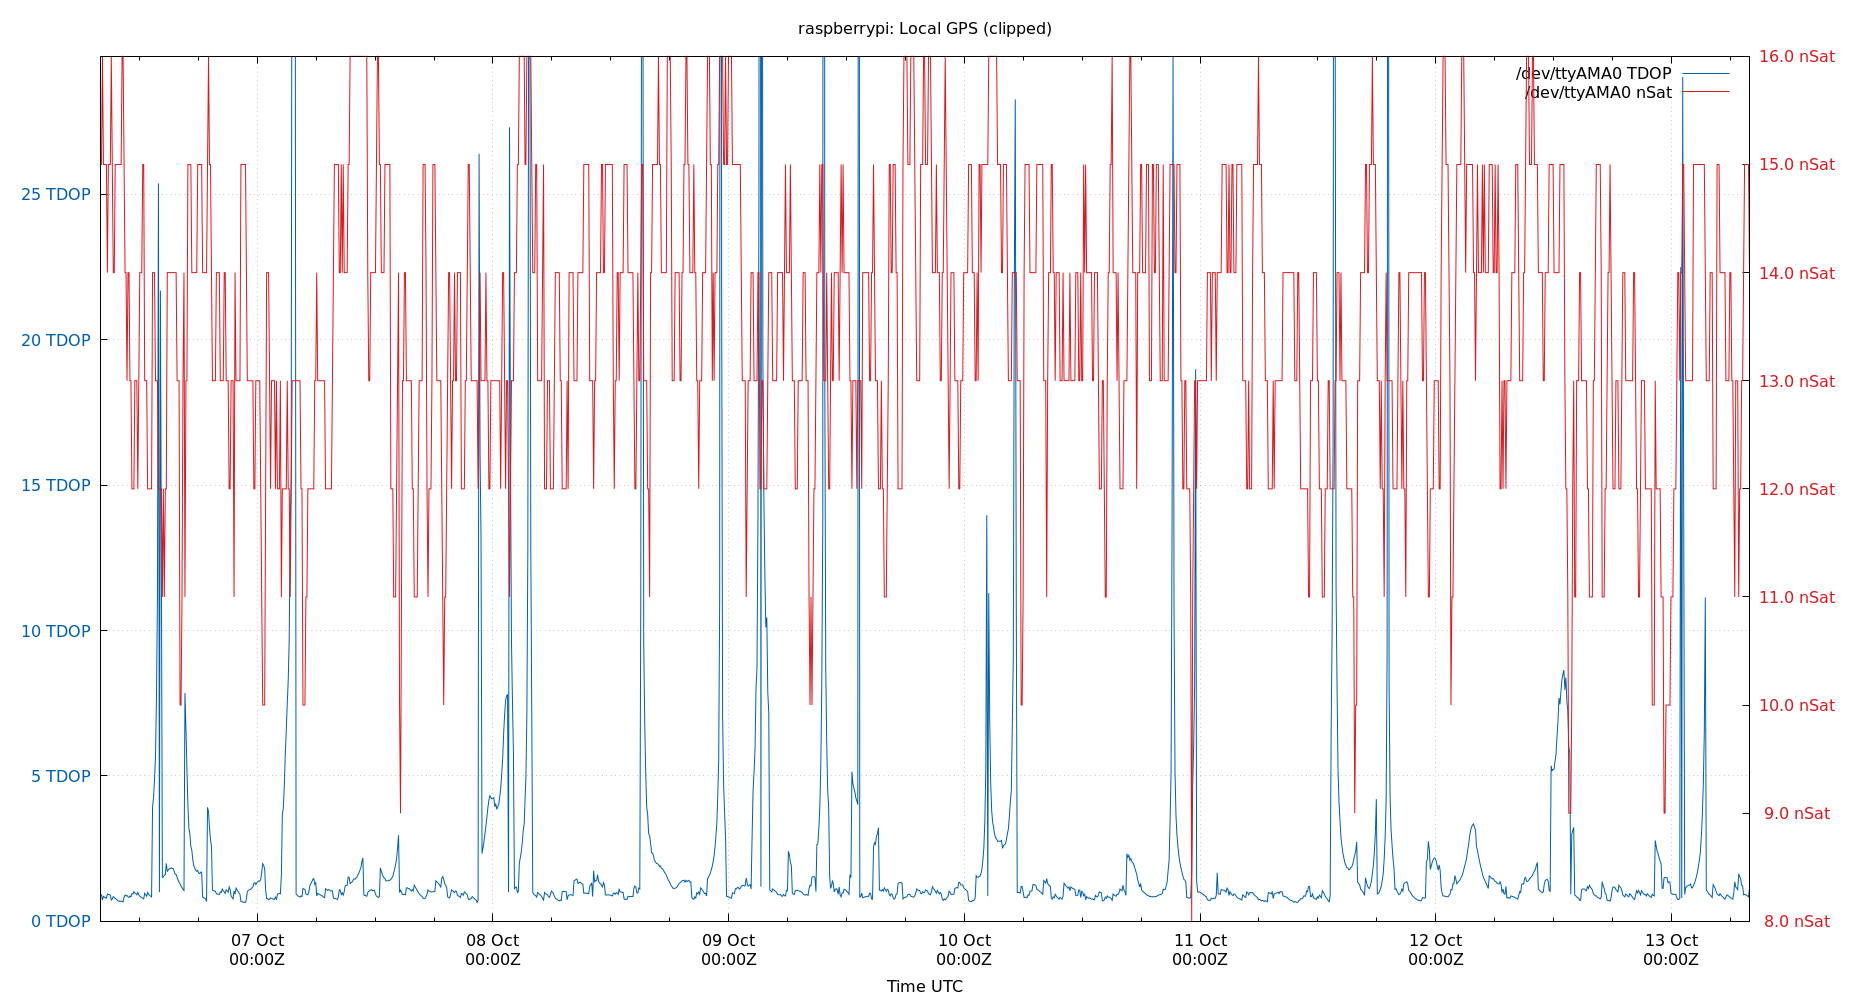 raspberrypi: Local GPS (clipped)
/dev/ttyAMA0 TDOP
/dev/ttyAMA0 nSat
25 TDOP
20 TDOP
15 TDOP
10 TDOP
5 TDOP
0 TDOP
16.0 nSat
15.0 nSat
14.0 nSat
13.0 nSat
12.0 nSat
11.0 nSat
10.0 nSat
9.0 nSat
8.0 nSat
07 Oct
00:00Z
08 Oct
00:00Z
09 Oct
00:00Z
10 Oct
00:00Z
11 Oct
00:00Z
12 Oct
00:00Z
13 Oct
00:00Z
Time UTC